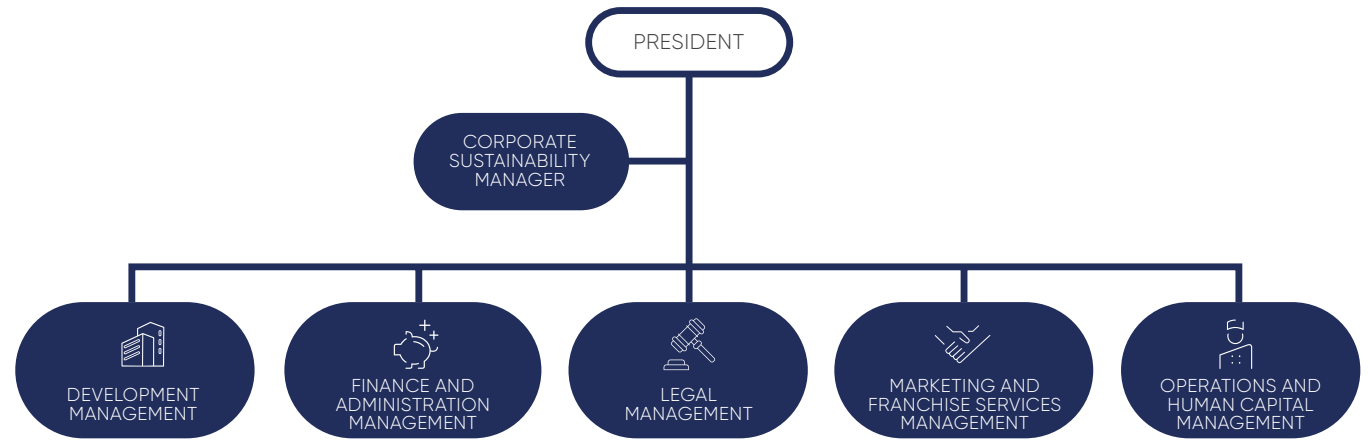 PRESIDENT
CORPORATE
SUSTAINABILITY
MANAGER
DEVELOPMENT
MANAGEMENT
FINANCE AND
ADMINISTRATION
MANAGEMENT
LEGAL
MANAGEMENT
MARKETING AND
FRANCHISE SERVICES
MANAGEMENT
OPERATIONS AND
HUMAN CAPITAL
MANAGEMENT